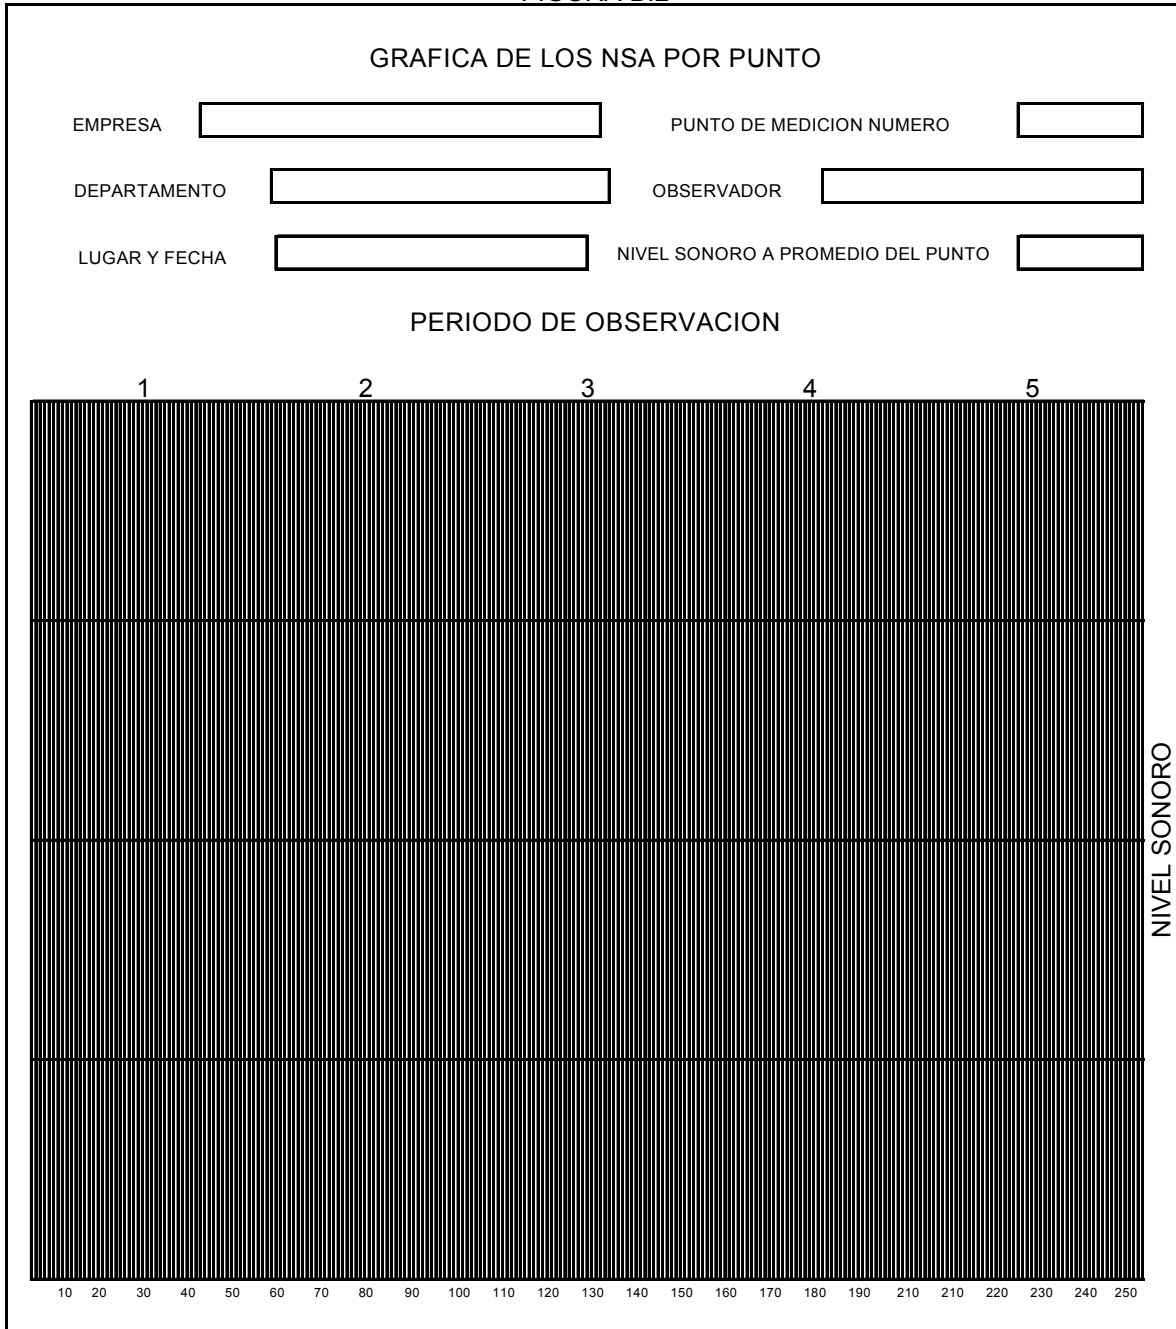 GRAFICA DE LOS NSA POR PUNTO
EMPRESA PUNTO DE MEDICION NUMERO
DEPARTAMENTO OBSERVADOR
LUGAR Y FECHA NIVEL SONORO A PROMEDIO DEL PUNTO
PERIODO DE OBSERVACION
1 2 3 4 5
NIVEL SONORO
10 20 30 40 50 60 70 80 90 100 110 120 130 140 150 160 170 180 190 210 210 220 230 240 250